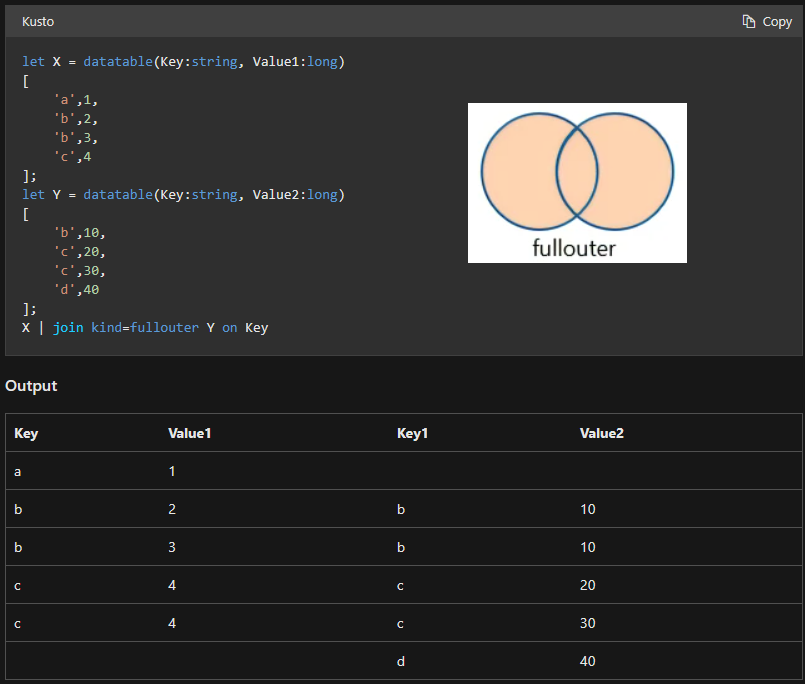 Kusto
Copy
let X = datatable(Key:string, Value1:long)
[
    'a',1,
    'b',2,
    'b',3,
    'c',4
];
let Y = datatable(Key:string, Value2:long)
[
    'b',10,
    'c',20,
    'c',30,
    'd',40
];
X | join kind=fullouter Y on Key
fullouter
Output
Key Value1 Key1 Value2
a 1
b 2 b 10
b 3 b 10
c 4 c 20
c 4 c 30
d 40